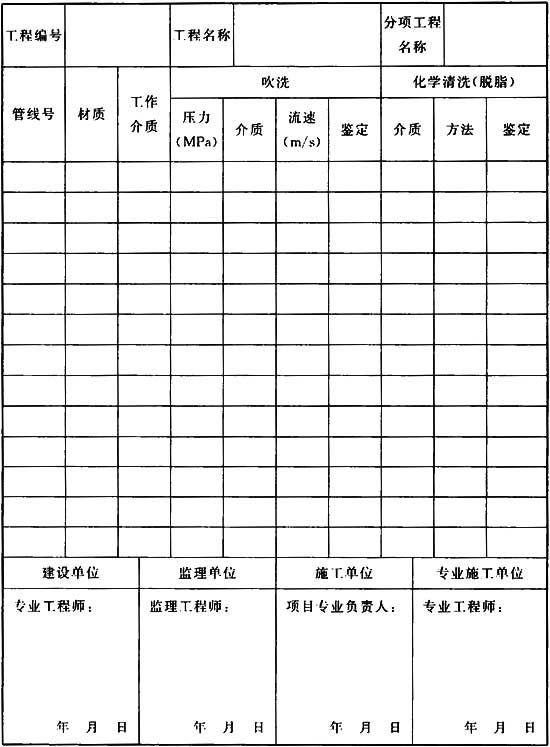 工程编号 工程名称 分项工程名称
管线号 材质 工作介质 吹洗 化学清洗(脱脂)
压力(MPa) 介质 流速(m/s) 鉴定 介质 方法 鉴定
建设单位 监理单位 施工单位 专业施工单位
专业工程师: 监理工程师: 项目专业负责人: 专业工程师:
年 月 日 年 月 日 年 月 日 年 月 日